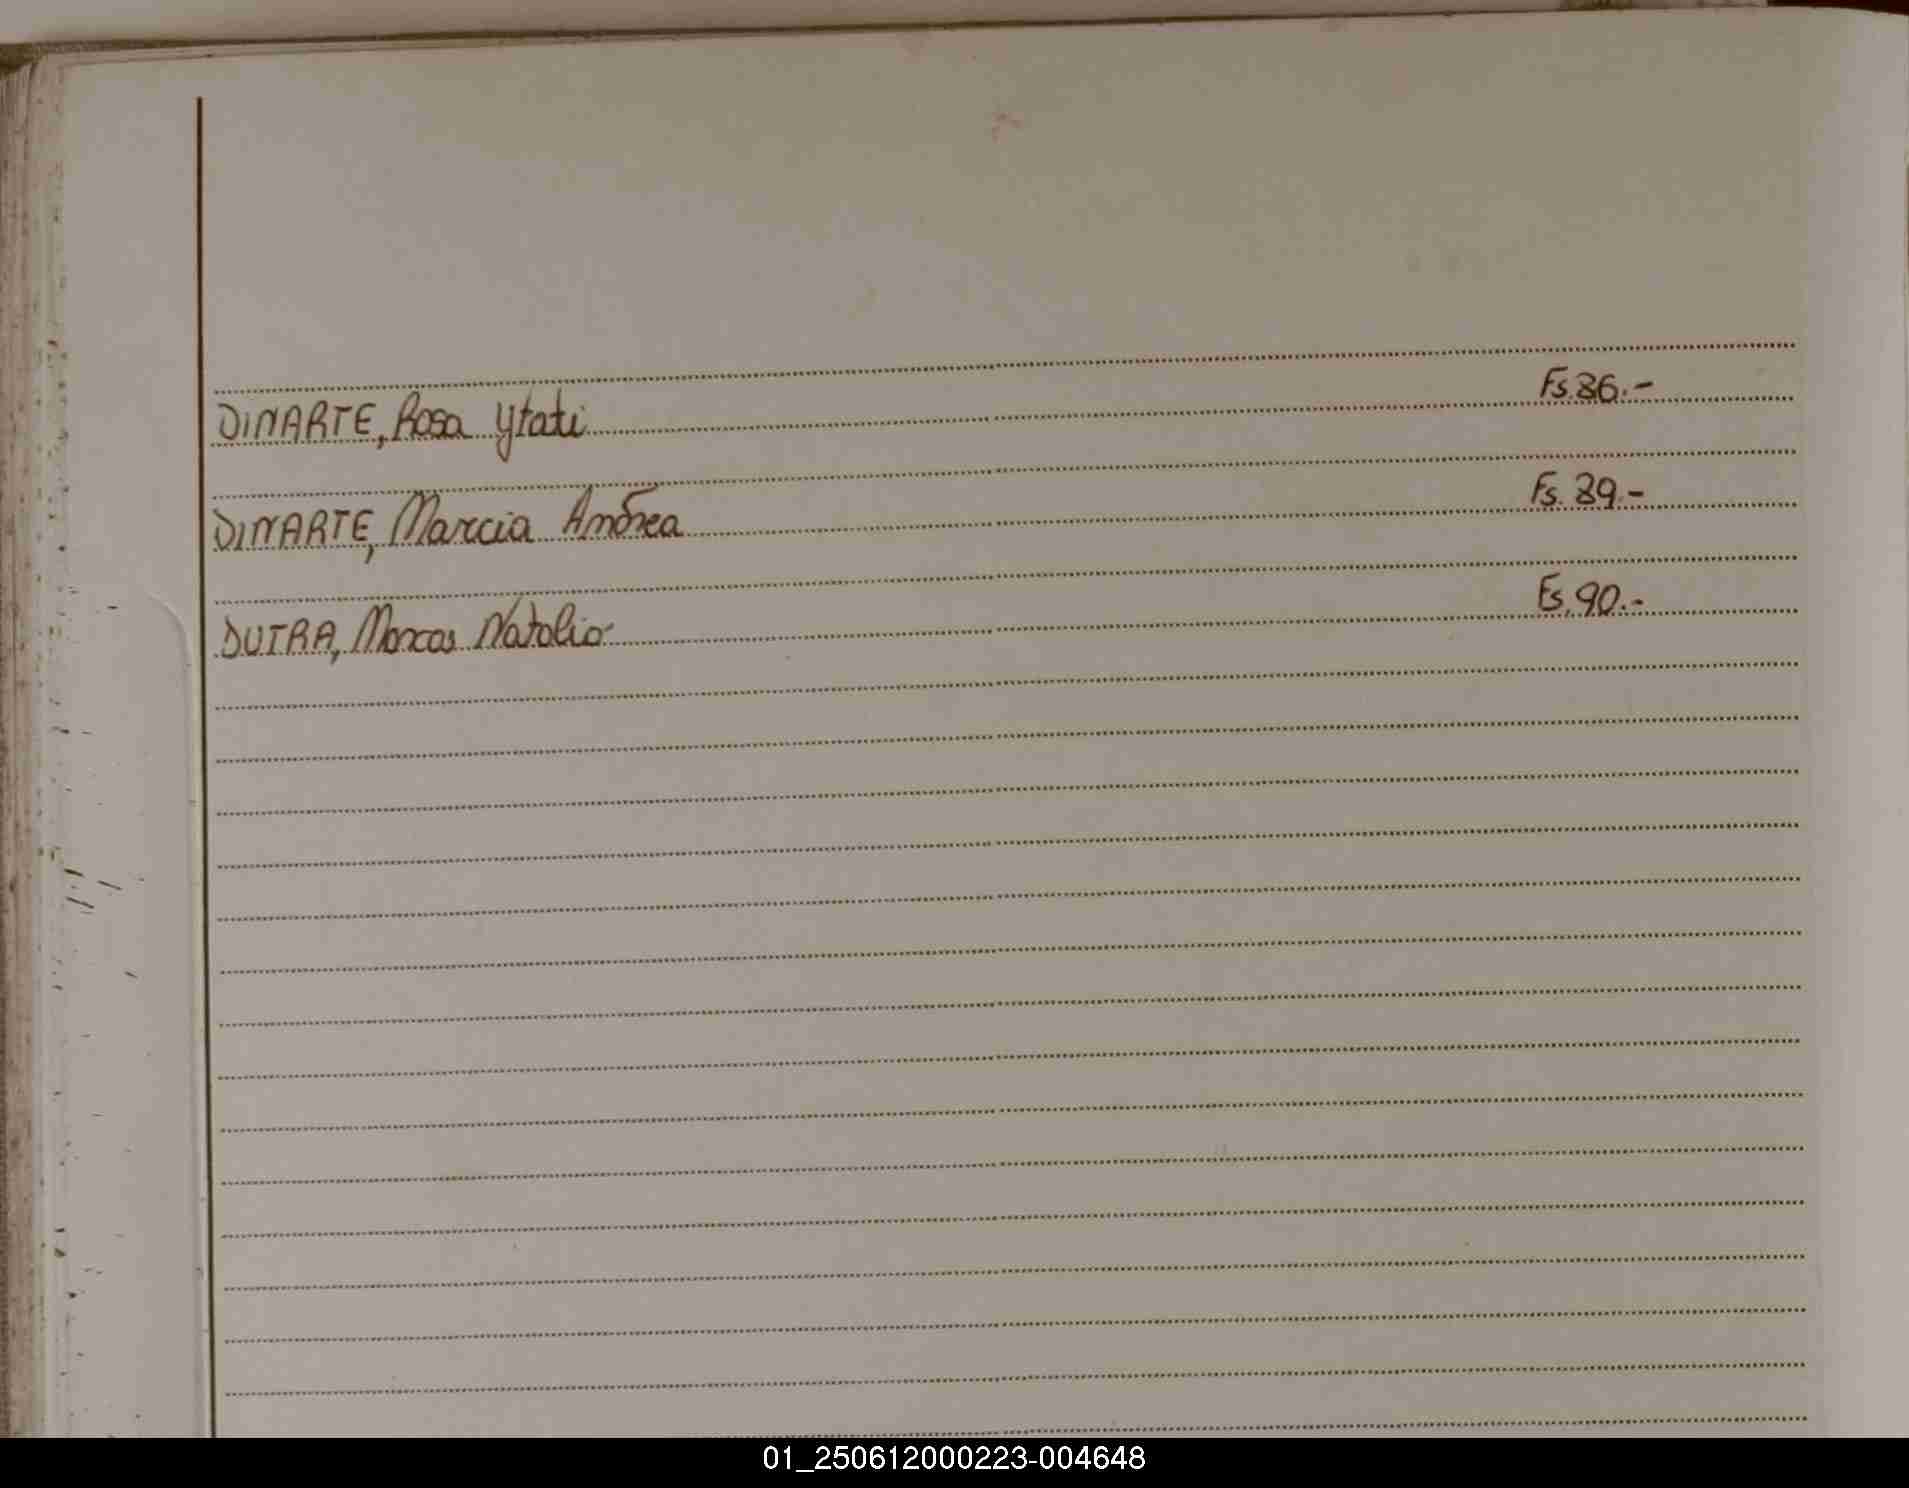 DINARTE, Rosa Ytati Fs.86.-
DINARTE, Marcia Andrea Fs.89.-
DUTRA, Marcos Natalio Fs.90.-
01_250612000223-004648